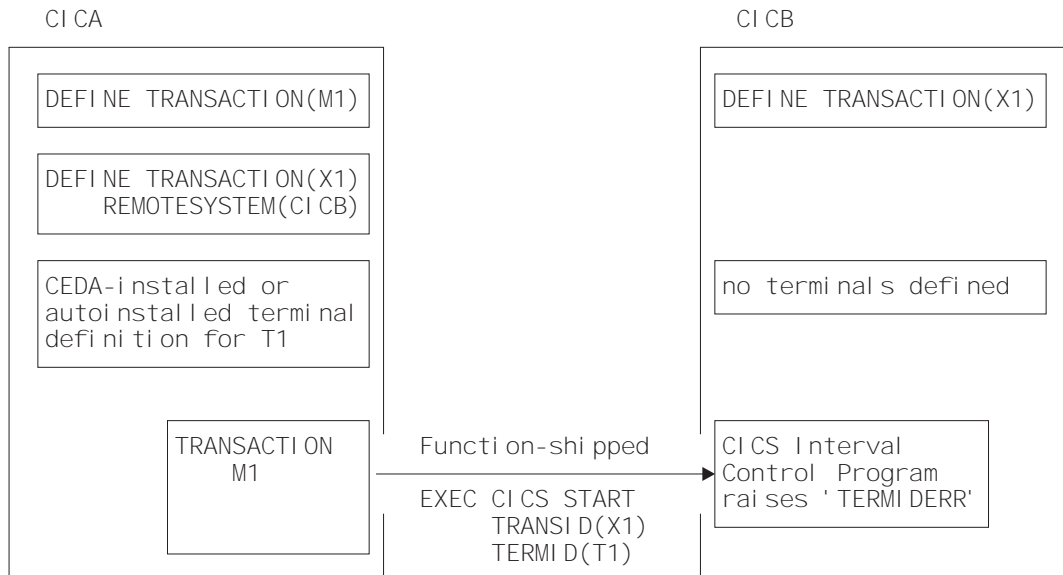 CICA
CICB
DEFINE TRANSACTION(M1)
DEFINE TRANSACTION(X1)
DEFINE TRANSACTION(X1)
REMOTESYSTEM(CICB)
CEDA-installed or
autoinstalled terminal
definition for T1
no terminals defined
TRANSACTION
M1
Function-shipped
EXEC CICS START
TRANSID(X1)
TERMID(T1)
CICS Interval
Control Program
raises 'TERMIDERR'